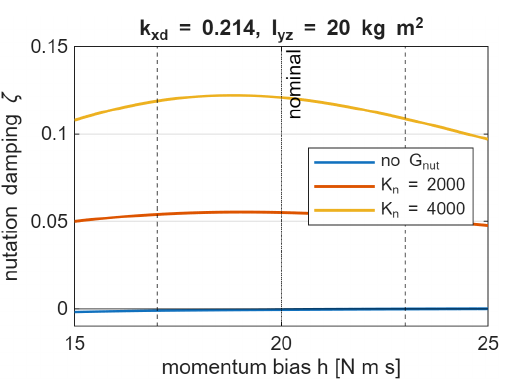 k_xd = 0.214, I_yz = 20 kg m²
0.15
0.1
0.05
0
nutation damping ζ
nominal
no G_nut
K_n = 2000
K_n = 4000
15
20
25
momentum bias h [N m s]